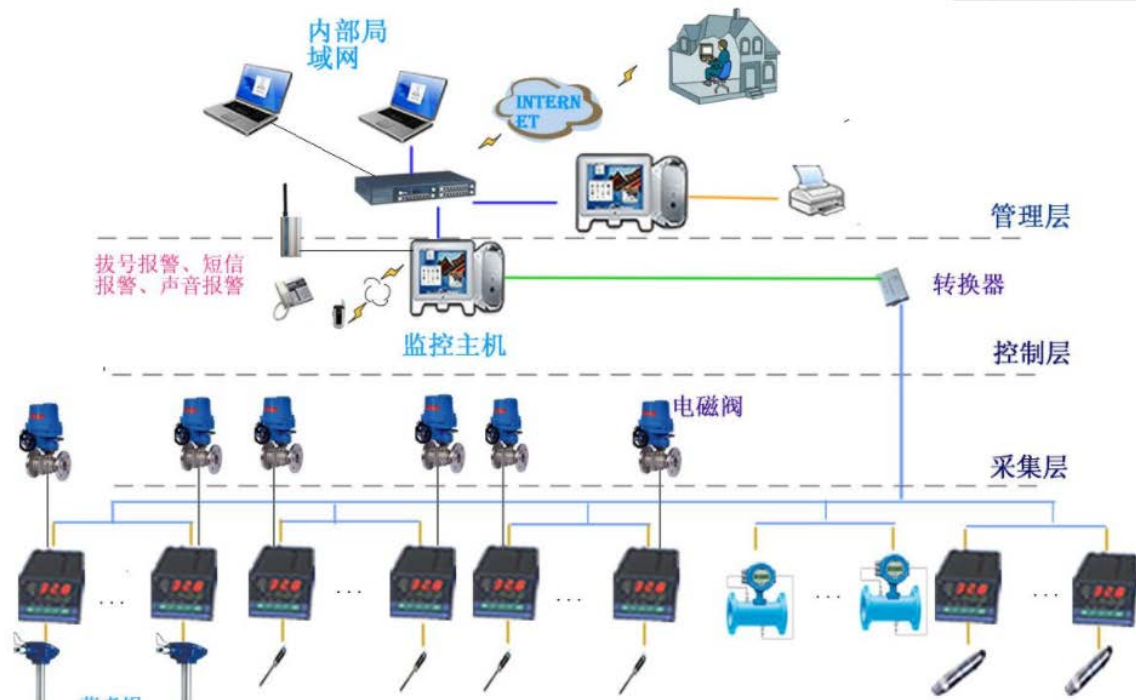 内部局
域网
INTERN
ET
管理层
拔号报警、短信
报警、声音报警
转换器
监控主机
控制层
电磁阀
采集层
...
...
...
...
...